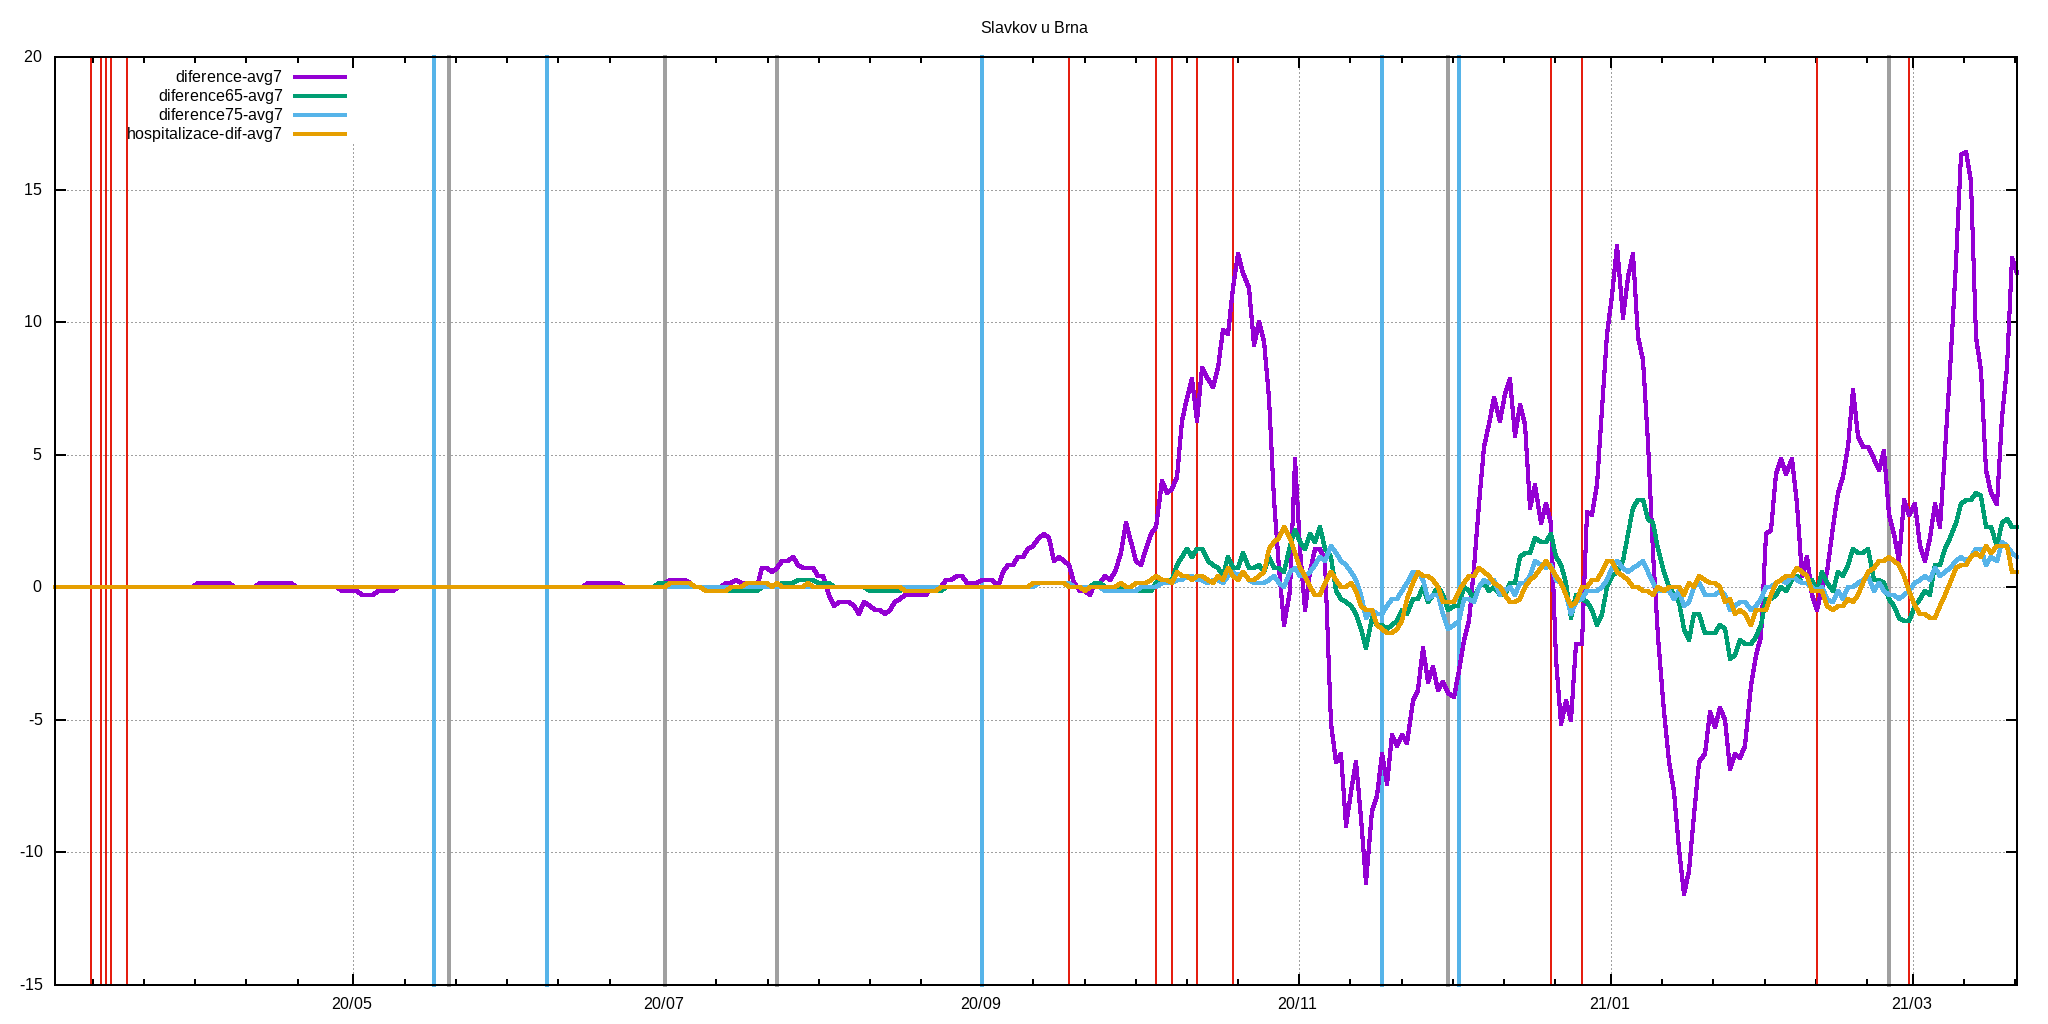 Slavkov u Brna
diference-avg7
diference65-avg7
diference75-avg7
hospitalizace-dif-avg7
20
15
10
5
0
-5
-10
-15
20/05 20/07 20/09 20/11 21/01 21/03